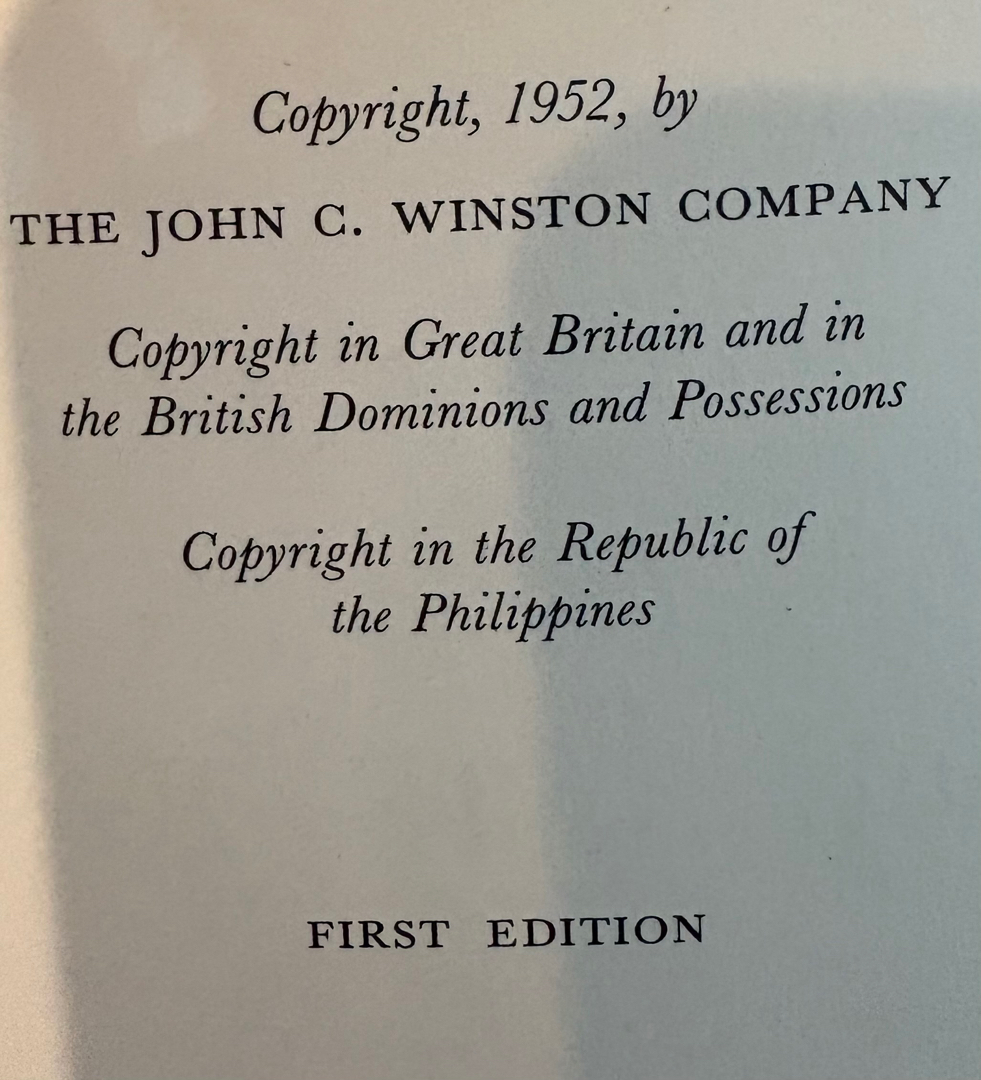 Copyright, 1952, by
THE JOHN C. WINSTON COMPANY
Copyright in Great Britain and in
the British Dominions and Possessions
Copyright in the Republic of
the Philippines
FIRST EDITION